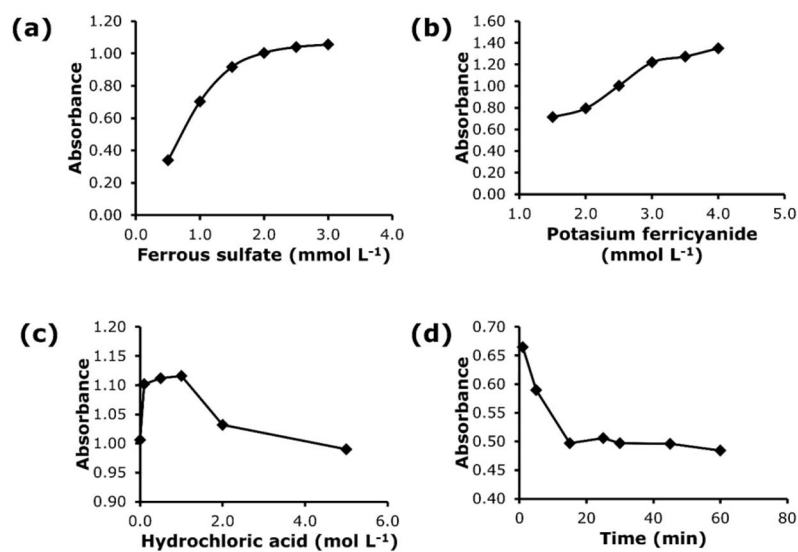 (a)
Absorbance
1.20
1.00
0.80
0.60
0.40
0.20
0.00
0.0 1.0 2.0 3.0 4.0
Ferrous sulfate (mmol L-1)
(b)
Absorbance
1.60
1.40
1.20
1.00
0.80
0.60
0.40
0.20
0.00
1.0 2.0 3.0 4.0 5.0
Potasium ferricyanide
(mmol L-1)
(c)
Absorbance
1.20
1.15
1.10
1.05
1.00
0.95
0.90
0.0 2.0 4.0 6.0
Hydrochloric acid (mol L-1)
(d)
Absorbance
0.70
0.65
0.60
0.55
0.50
0.45
0.40
0 20 40 60 80
Time (min)